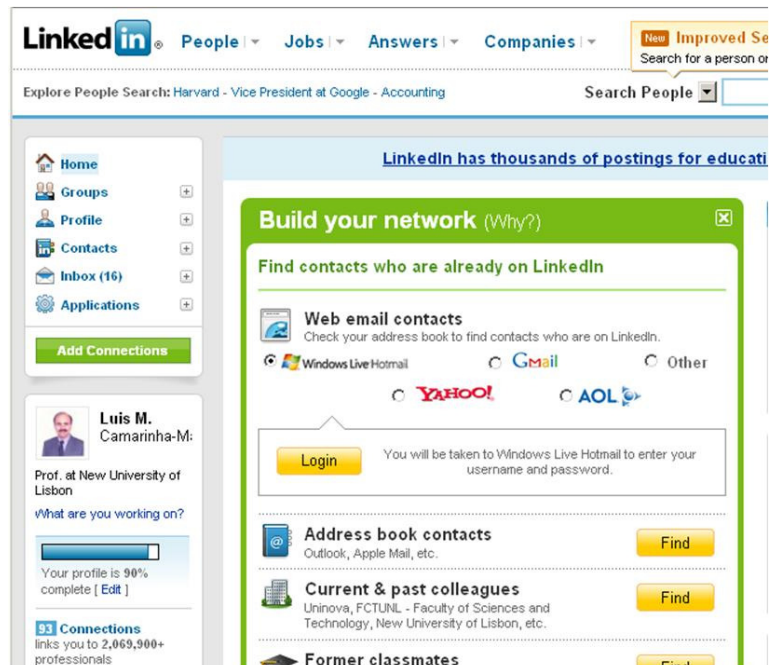 Linked in ®
People Jobs Answers Companies
New Improved Se
Search for a person or
Explore People Search: Harvard - Vice President at Google - Accounting
Search People
Home
Groups
Profile
Contacts
Inbox (16)
Applications
Add Connections
Luis M.
Camarinha-Ma
Prof. at New University of
Lisbon
What are you working on?
Your profile is 90%
complete [ Edit ]
93 Connections
links you to 2,069,900+
professionals
LinkedIn has thousands of postings for educati
Build your network (Why?)
Find contacts who are already on LinkedIn
Web email contacts
Check your address book to find contacts who are on LinkedIn.
Windows Live Hotmail Gmail Other
YAHOO! AOL
Login
You will be taken to Windows Live Hotmail to enter your
username and password.
Address book contacts
Outlook, Apple Mail, etc.
Find
Current & past colleagues
Uninova, FCTUNL - Faculty of Sciences and
Technology, New University of Lisbon, etc.
Find
Former classmates
Find